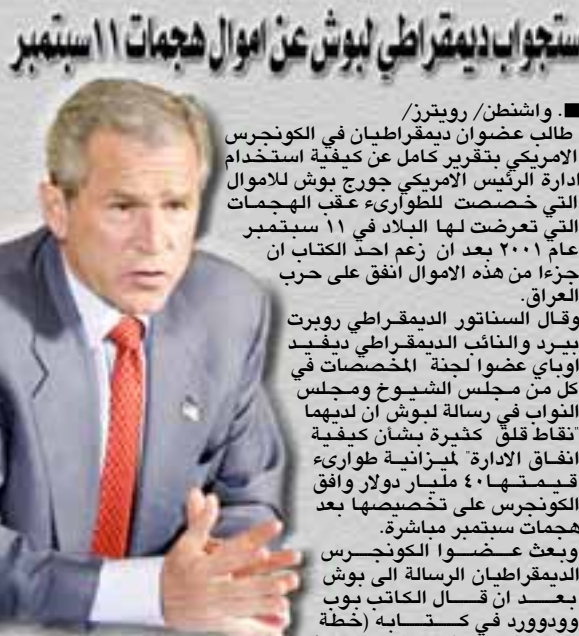 ستجواب ديمقراطي لبوش عن اموال هجمات ١١ سبتمبر
■. واشنطن/ رويترز/
طالب عضوان ديمقراطيان في الكونجرس
الامريكي بتقرير كامل عن كيفية استخدام
ادارة الرئيس الامريكي جورج بوش للاموال
التي خصصت للطوارىء عقب الهجمات
التي تعرضت لها البلاد في ١١ سبتمبر
عام ٢٠٠١ بعد ان زعم احد الكتاب ان
جزءا من هذه الاموال انفق على حرب
العراق.
وقال السناتور الديمقراطي روبرت
بيرد والنائب الديمقراطي ديفيد
اوباي عضوا لجنة المخصصات في
كل من مجلس الشيوخ ومجلس
النواب في رسالة لبوش ان لديهما
"نقاط قلق كثيرة بشأن كيفية
انفاق الادارة" لميزانية طوارىء
قيمتها ٤٠ مليار دولار وافق
الكونجرس على تخصيصها بعد
هجمات سبتمبر مباشرة.
وبعث عضوا الكونجرس
الديمقراطيان الرسالة الى بوش
بعد ان قال الكاتب بوب
وودوورد في كتابه (خطة